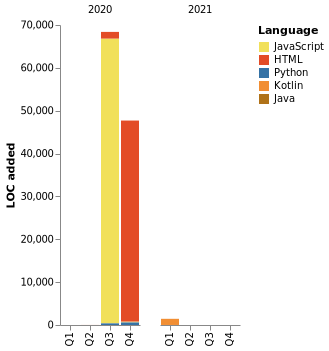 2020 2021
Language
JavaScript
HTML
Python
Kotlin
Java
LOC added
70,000
60,000
50,000
40,000
30,000
20,000
10,000
0
Q1 Q2 Q3 Q4 Q1 Q2 Q3 Q4